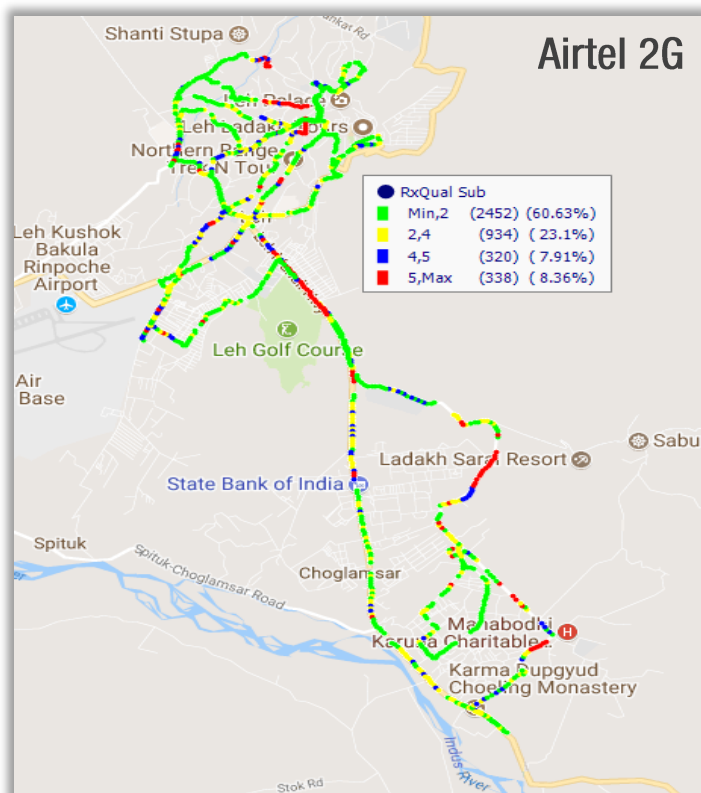 Airtel 2G
Shanti Stupa
Leh Palace
Leh Ladakh
Northern Range
Trek N Tou
RxQual Sub
Min,2 (2452) (60.63%)
2,4 (934) ( 23.1%)
4,5 (320) ( 7.91%)
5,Max (338) ( 8.36%)
Leh Kushok
Bakula
Rinpoche
Airport
Leh
Leh Golf Course
Air
Base
Sabu
Ladakh Sarai Resort
State Bank of India
Spituk
Spituk-Choglamsar Road
Choglamsar
Mahabodhi
Karuna Charitable...
Karma Dupgyud
Choeling Monastery
Indus River
Stok Rd
H